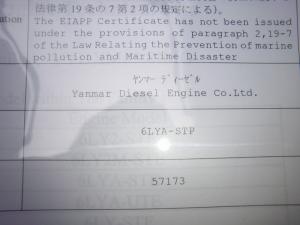 法律第19条の7第2項の規定による)。
The EIAPP Certificate has not been issued
under the provisions of paragraph 2,19-7
of the Law Relating the Prevention of marine
pollution and Maritime Disaster
ﾔﾝﾏｰ ﾃﾞｨｰｾﾞﾙ
Yanmar Diesel Engine Co.Ltd.
6LYA-STP
57173